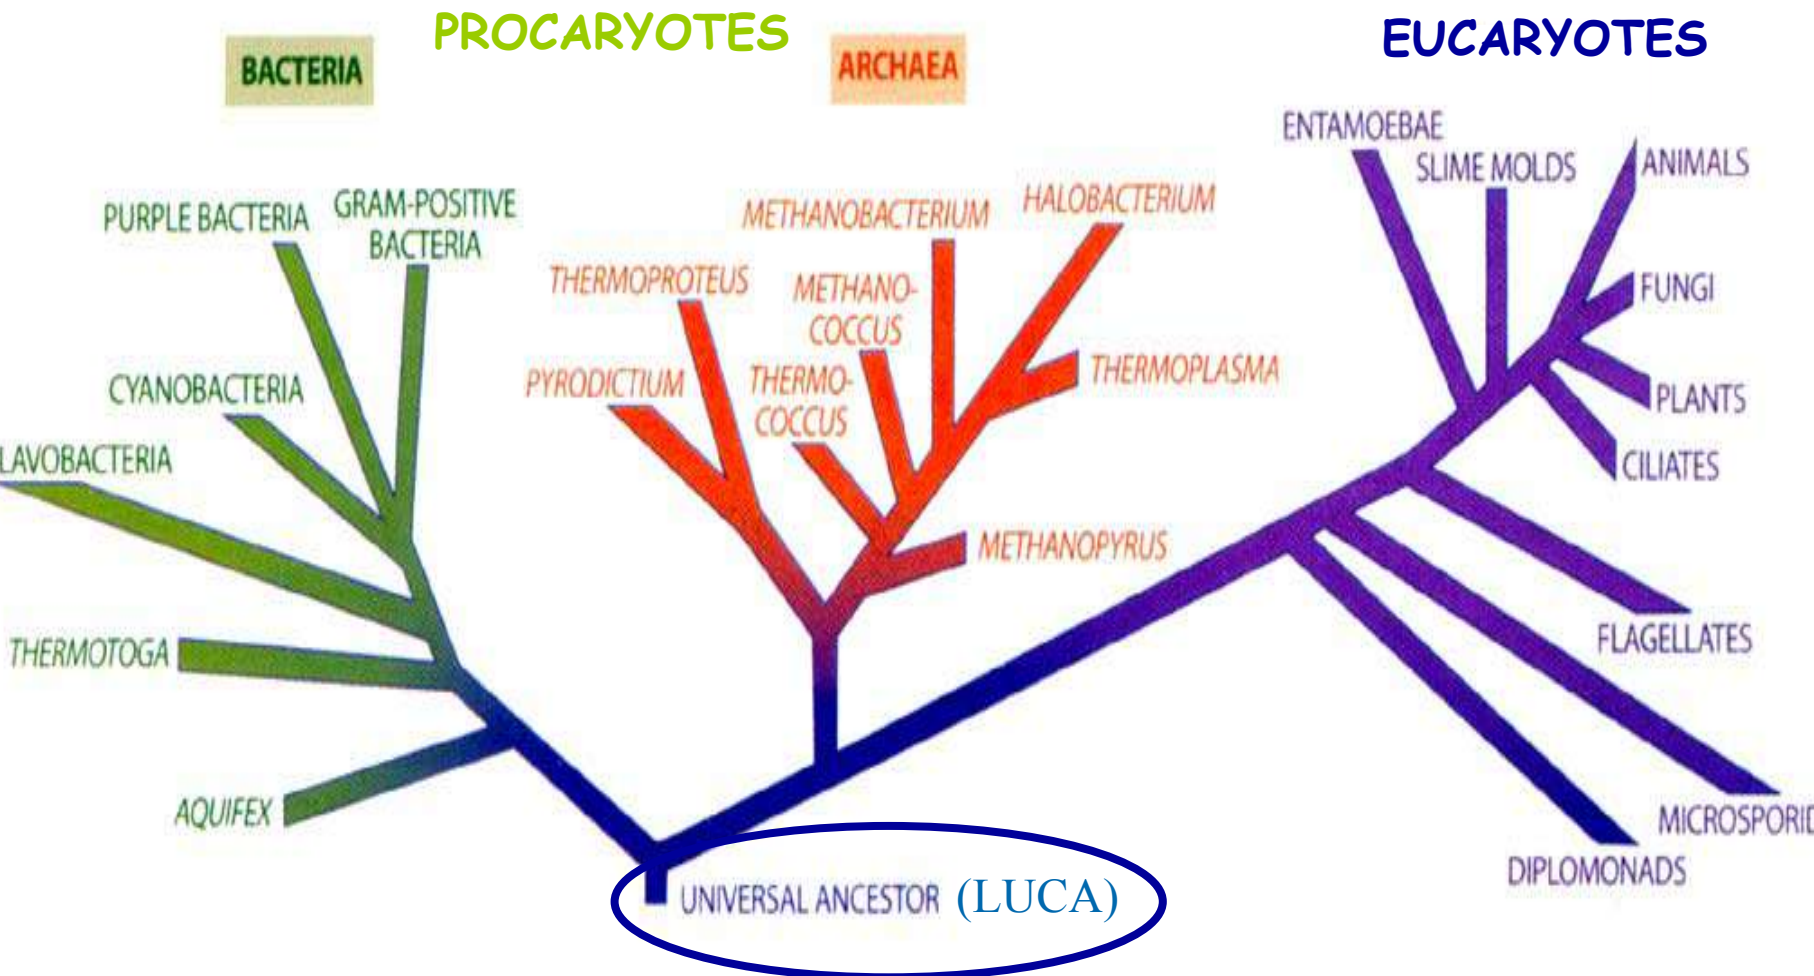 PROCARYOTES
EUCARYOTES
BACTERIA
ARCHAEA
ENTAMOEBAE
SLIME MOLDS
ANIMALS
PURPLE BACTERIA
GRAM-POSITIVE
BACTERIA
METHANOBACTERIUM
HALOBACTERIUM
THERMOPROTEUS
METHANO-
COCCUS
FUNGI
CYANOBACTERIA
PYRODICTIUM
THERMO-
COCCUS
THERMOPLASMA
PLANTS
LAVOBACTERIA
CILIATES
METHANOPYRUS
THERMOTOGA
FLAGELLATES
AQUIFEX
MICROSPORID
DIPLOMONADS
UNIVERSAL ANCESTOR (LUCA)